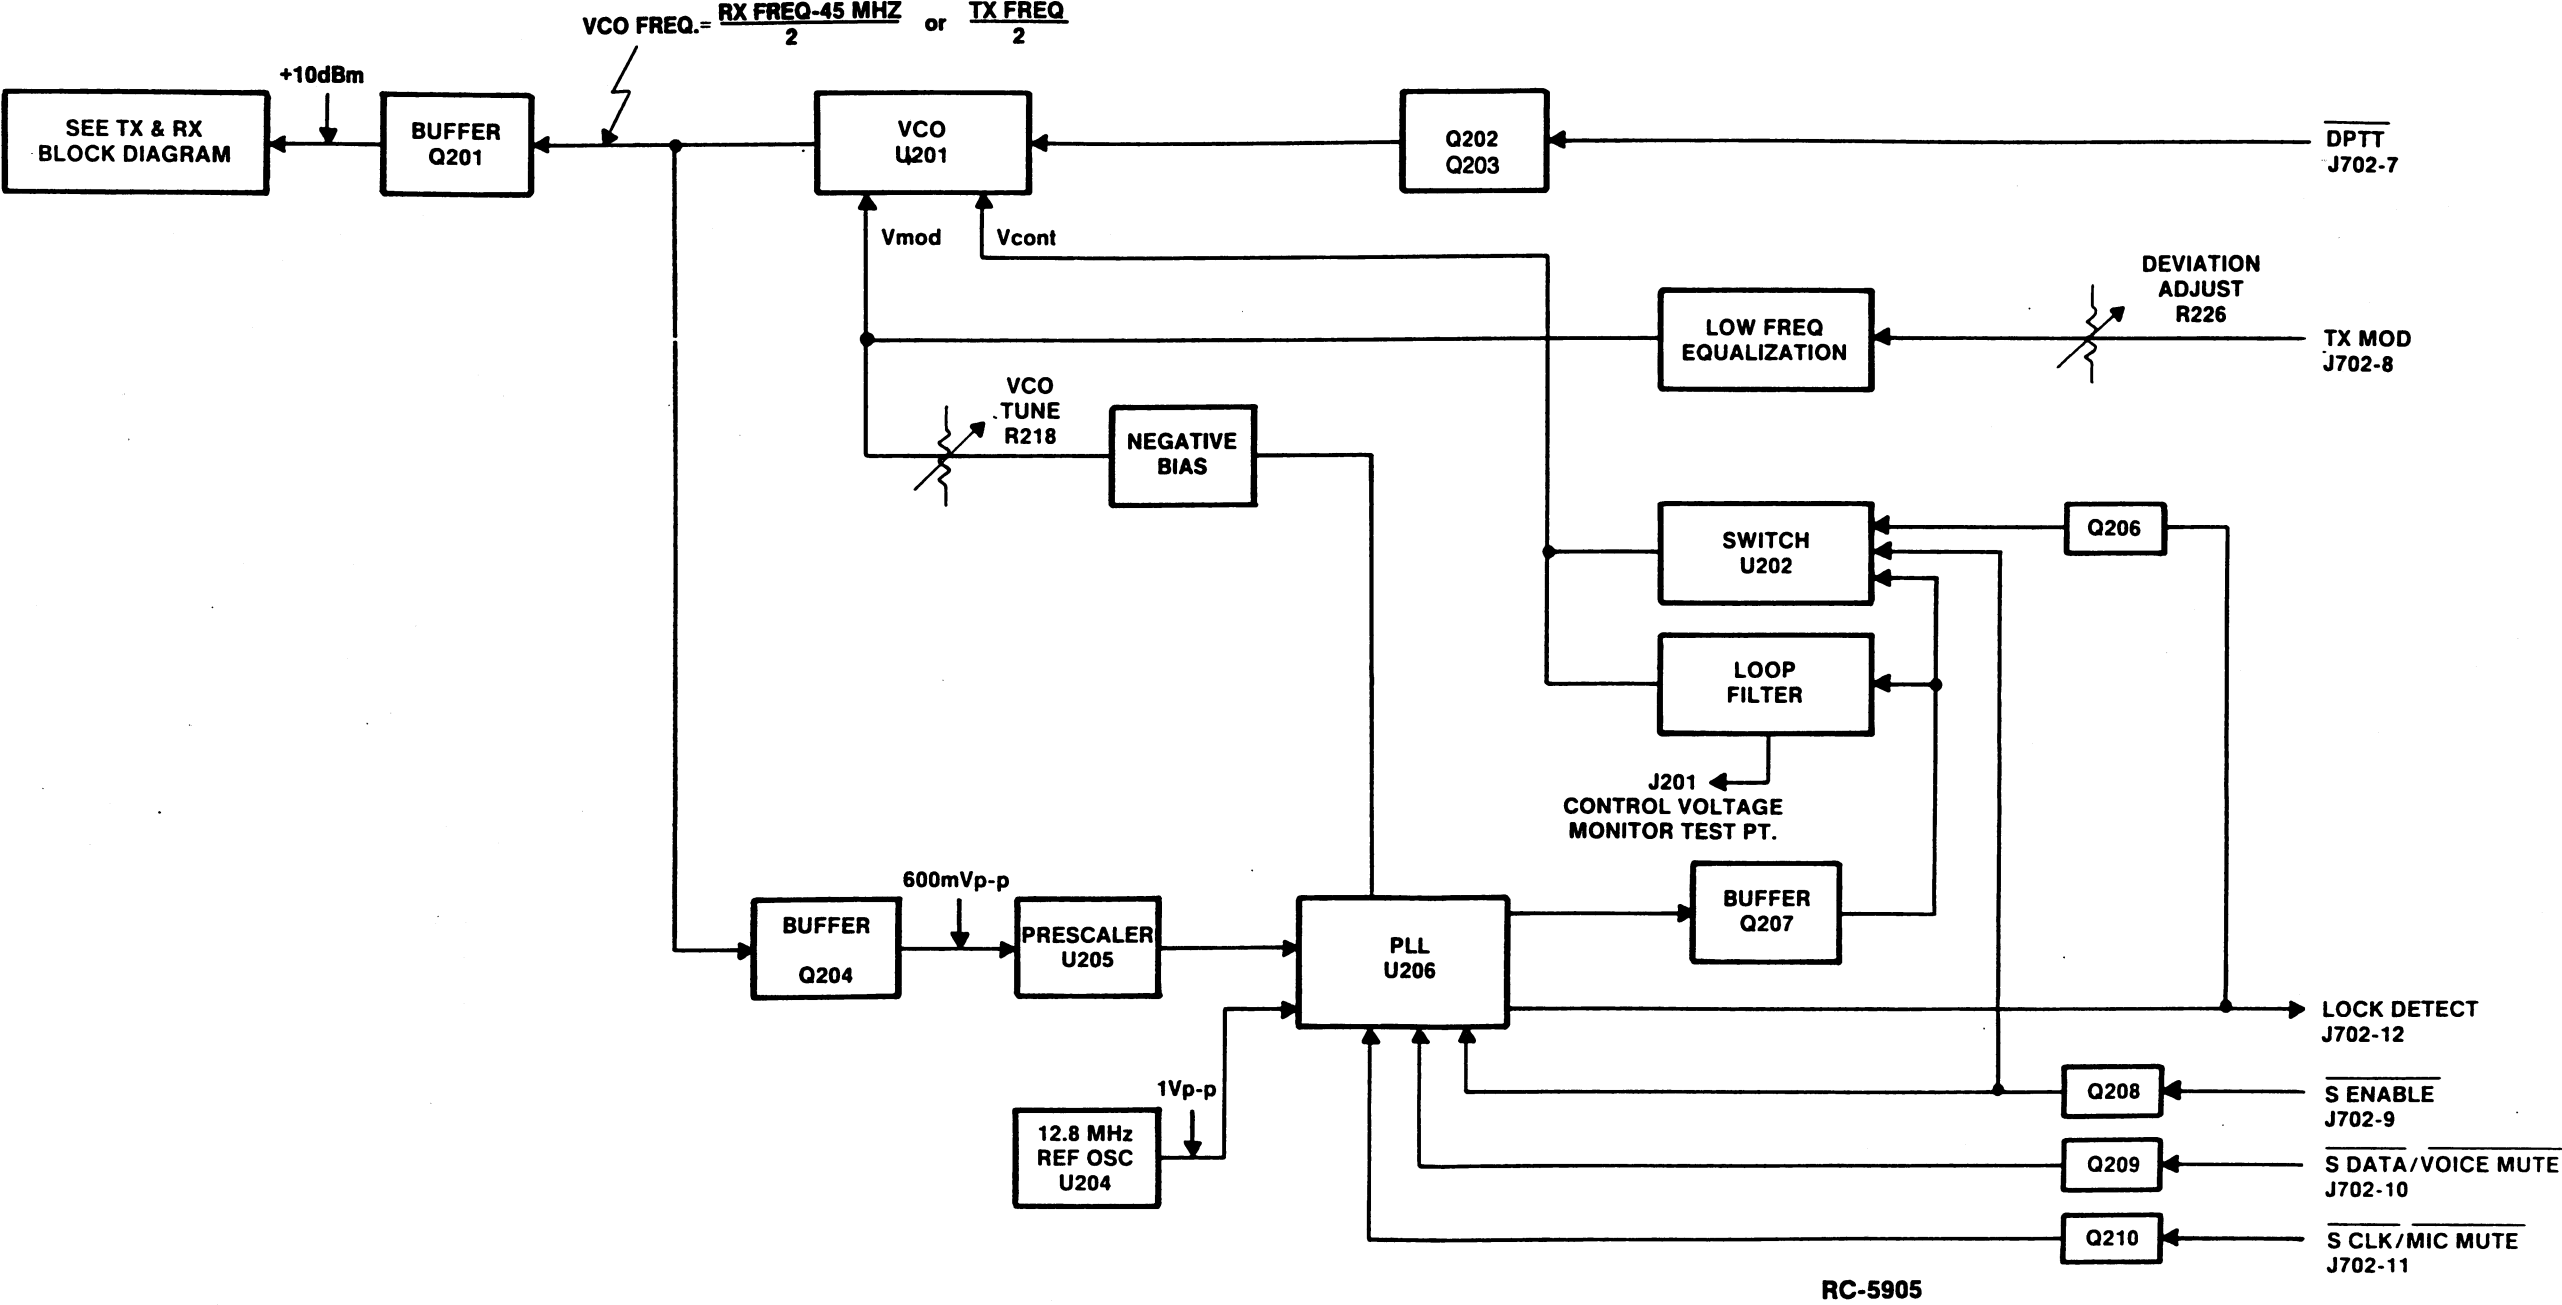 VCO FREQ.= RX FREQ-45 MHZ / 2 or TX FREQ / 2
+10dBm
SEE TX & RX
BLOCK DIAGRAM
BUFFER
Q201
VCO
U201
Q202
Q203
DPTT
J702-7
Vmod
Vcont
DEVIATION
ADJUST
R226
LOW FREQ
EQUALIZATION
TX MOD
J702-8
VCO
TUNE
R218
NEGATIVE
BIAS
SWITCH
U202
Q206
LOOP
FILTER
J201
CONTROL VOLTAGE
MONITOR TEST PT.
600mVp-p
BUFFER
Q204
PRESCALER
U205
PLL
U206
BUFFER
Q207
LOCK DETECT
J702-12
1Vp-p
12.8 MHz
REF OSC
U204
Q208
S ENABLE
J702-9
Q209
S DATA/VOICE MUTE
J702-10
Q210
S CLK/MIC MUTE
J702-11
RC-5905